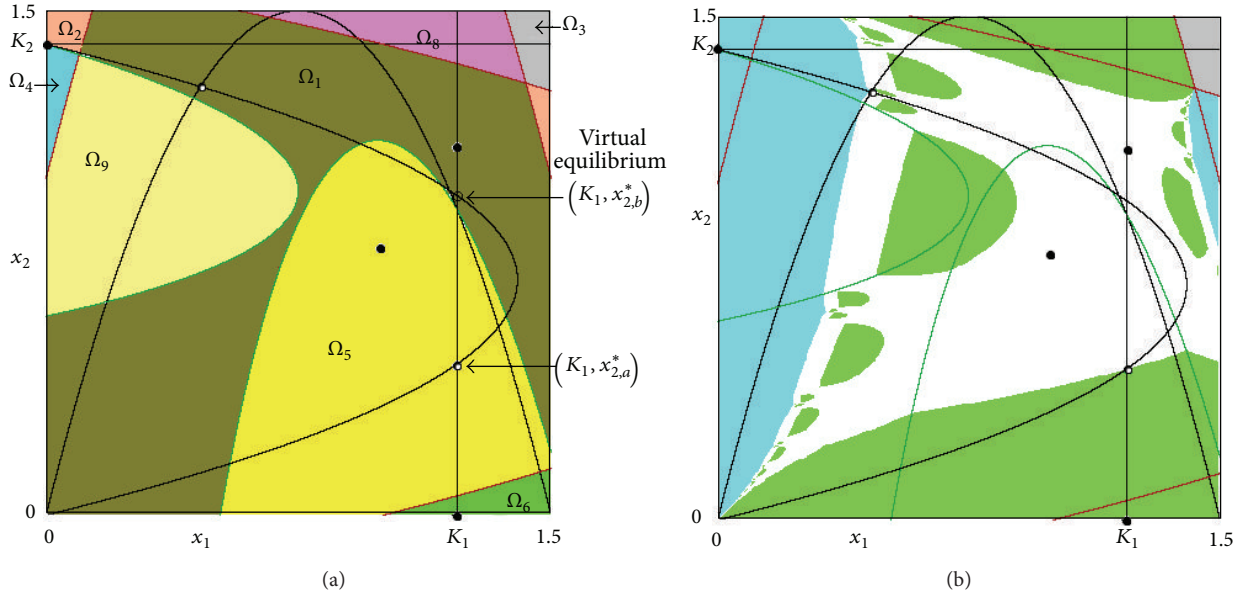 1.5
K₂
Ω₂
Ω₈
Ω₃
Ω₄
Ω₁
Ω₉
Virtual
equilibrium
(K₁, x*₂,b)
x₂
Ω₅
(K₁, x*₂,a)
Ω₆
0
0
x₁
K₁
1.5
(a)
1.5
K₂
x₂
0
0
x₁
K₁
1.5
(b)